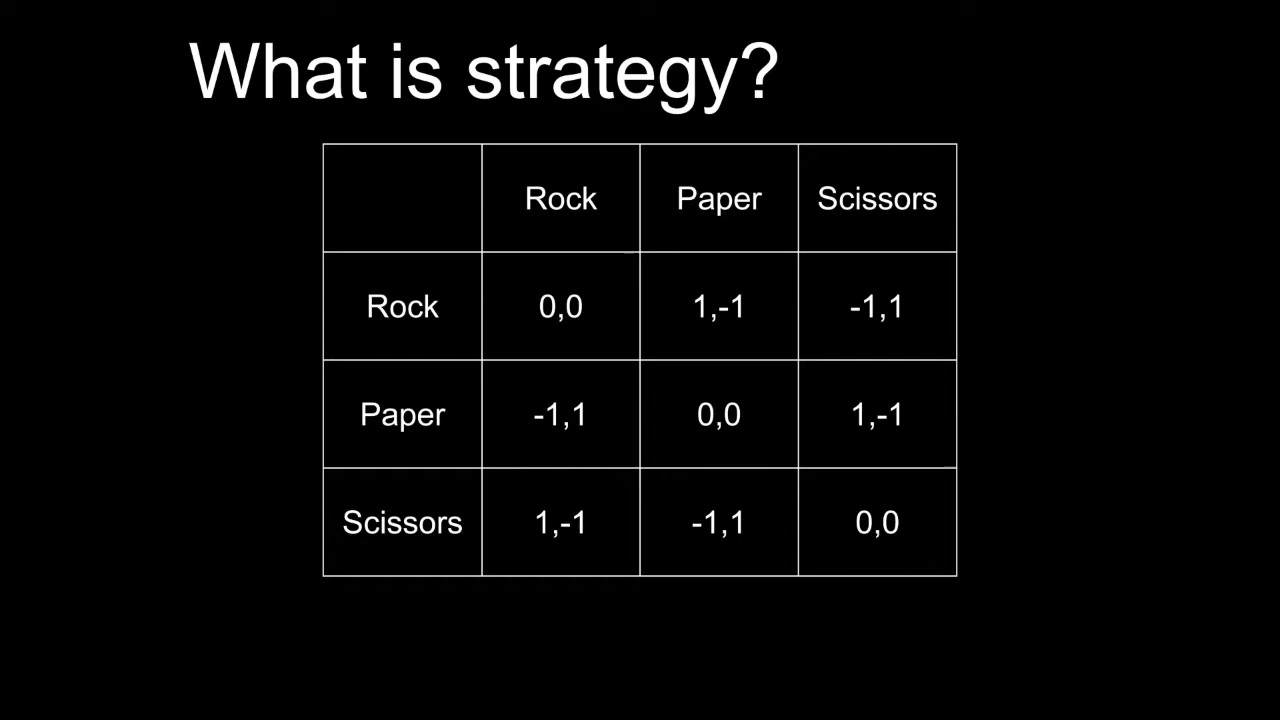 What is strategy?
Rock Paper Scissors
Rock 0,0 1,-1 -1,1
Paper -1,1 0,0 1,-1
Scissors 1,-1 -1,1 0,0